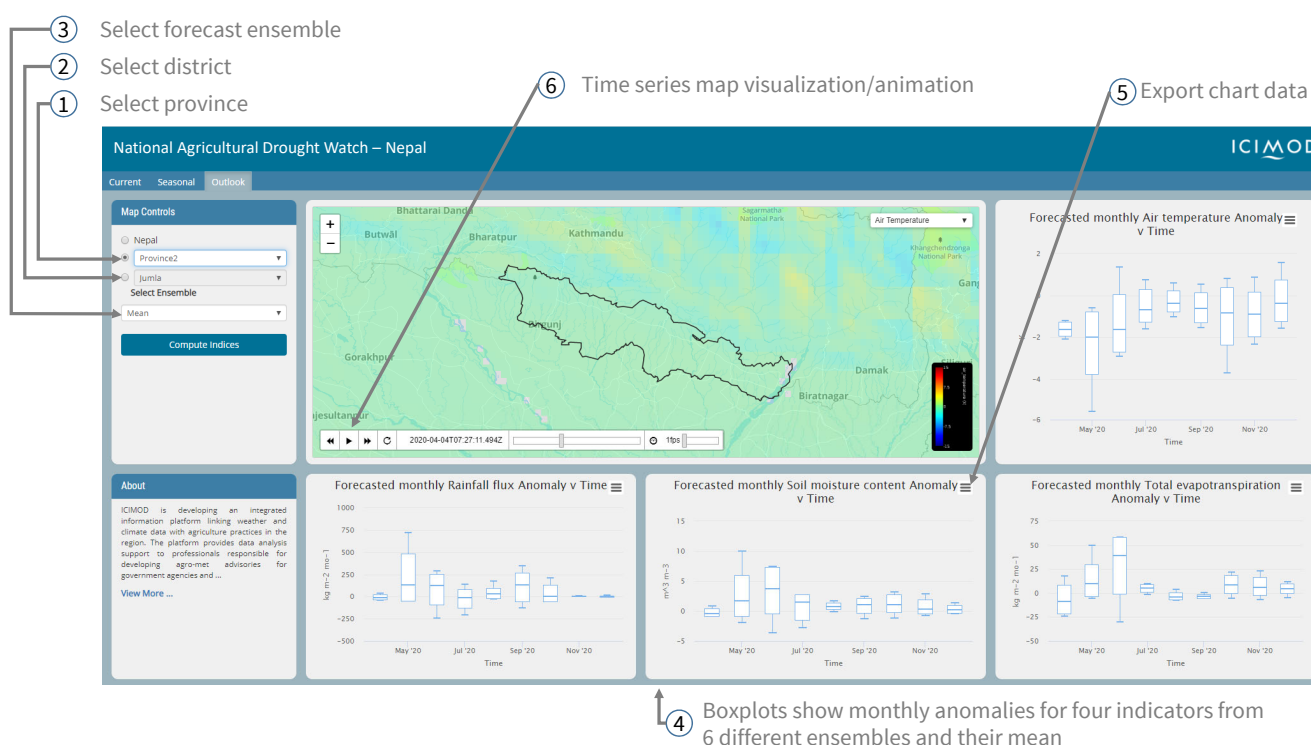 3 Select forecast ensemble
2 Select district
1 Select province
6 Time series map visualization/animation
5 Export chart data
National Agricultural Drought Watch – Nepal
ICIMOD
Current Seasonal Outlook
Map Controls
Nepal
Province2
Jumla
Select Ensemble
Mean
Compute Indices
+
−
Bhattarai Danda
Butwāl
Bharatpur
Kathmandu
Sagarmatha
National Park
Khangchendzonga
National Park
Birgunj
Gorakhpur
Damak
Biratnagar
Air Temperature
2020-04-04T07:27:11.494Z
1fps
Forecasted monthly Air temperature Anomaly
v Time
2
−2
−4
−6
May '20 Jul '20 Sep '20 Nov '20
Time
About
ICIMOD is developing an integrated
information platform linking weather and
climate data with agriculture practices in the
region. The platform provides data analysis
support to professionals responsible for
developing agro-met advisories for
government agencies and ...
View More ...
Forecasted monthly Rainfall flux Anomaly v Time
kg m−2 mo−1
1000
750
500
250
0
−250
−500
May '20 Jul '20 Sep '20 Nov '20
Time
Forecasted monthly Soil moisture content Anomaly
v Time
m^3 m−3
15
10
5
0
−5
May '20 Jul '20 Sep '20 Nov '20
Time
Forecasted monthly Total evapotranspiration
Anomaly v Time
kg m−2 mo−1
75
50
25
0
−25
−50
May '20 Jul '20 Sep '20 Nov '20
Time
4 Boxplots show monthly anomalies for four indicators from
6 different ensembles and their mean